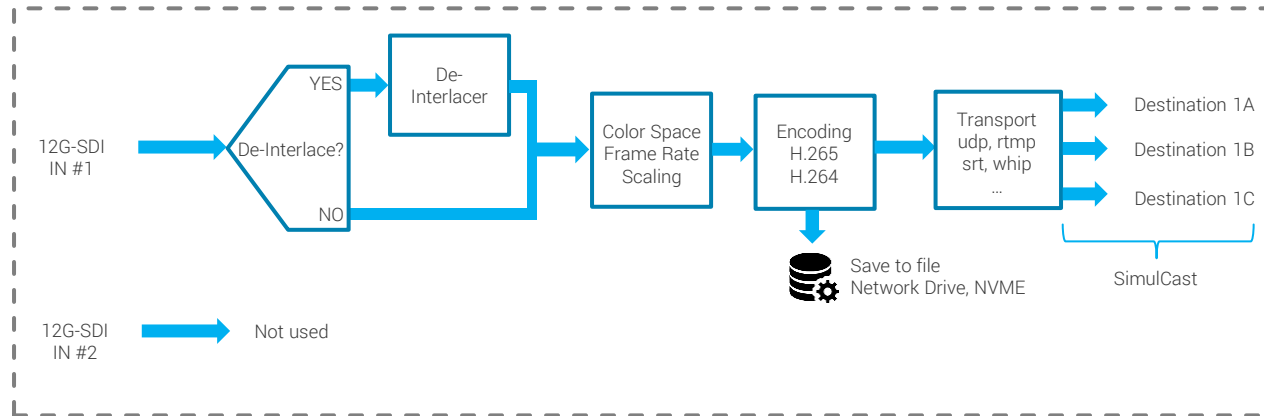 12G-SDI
IN #1
De-Interlace?
YES
NO
De-
Interlacer
Color Space
Frame Rate
Scaling
Encoding
H.265
H.264
Transport
udp, rtmp
srt, whip
...
Destination 1A
Destination 1B
Destination 1C
SimulCast
Save to file
Network Drive, NVME
12G-SDI
IN #2
Not used